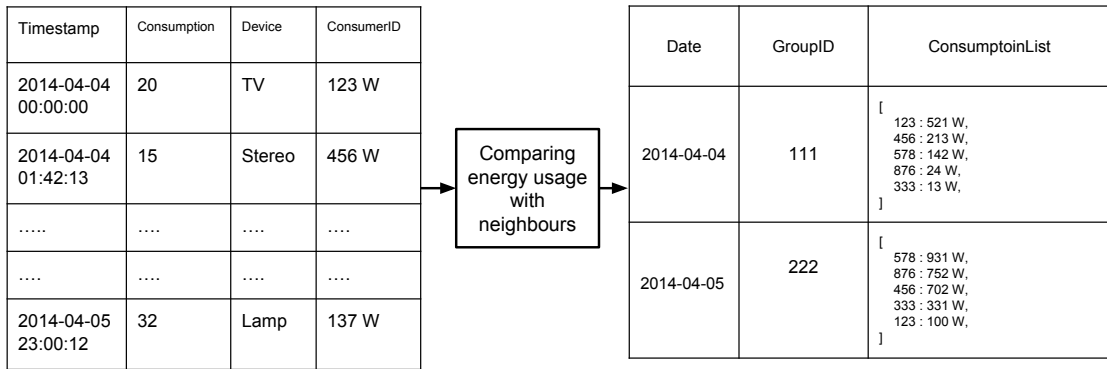 Timestamp Consumption Device ConsumerID
2014-04-04 00:00:00 20 TV 123 W
2014-04-04 01:42:13 15 Stereo 456 W
….. …. …. ….
…. …. …. ….
2014-04-05 23:00:12 32 Lamp 137 W
Comparing
energy usage
with
neighbours
Date GroupID ConsumptoinList
2014-04-04 111
[
123 : 521 W,
456 : 213 W,
578 : 142 W,
876 : 24 W,
333 : 13 W,
]
2014-04-05 222
[
578 : 931 W,
876 : 752 W,
456 : 702 W,
333 : 331 W,
123 : 100 W,
]